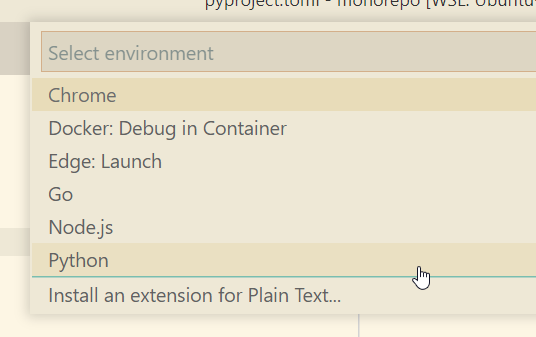 pyproject.toml - monorepo [WSL: Ubuntu-
Select environment
Chrome
Docker: Debug in Container
Edge: Launch
Go
Node.js
Python
Install an extension for Plain Text...